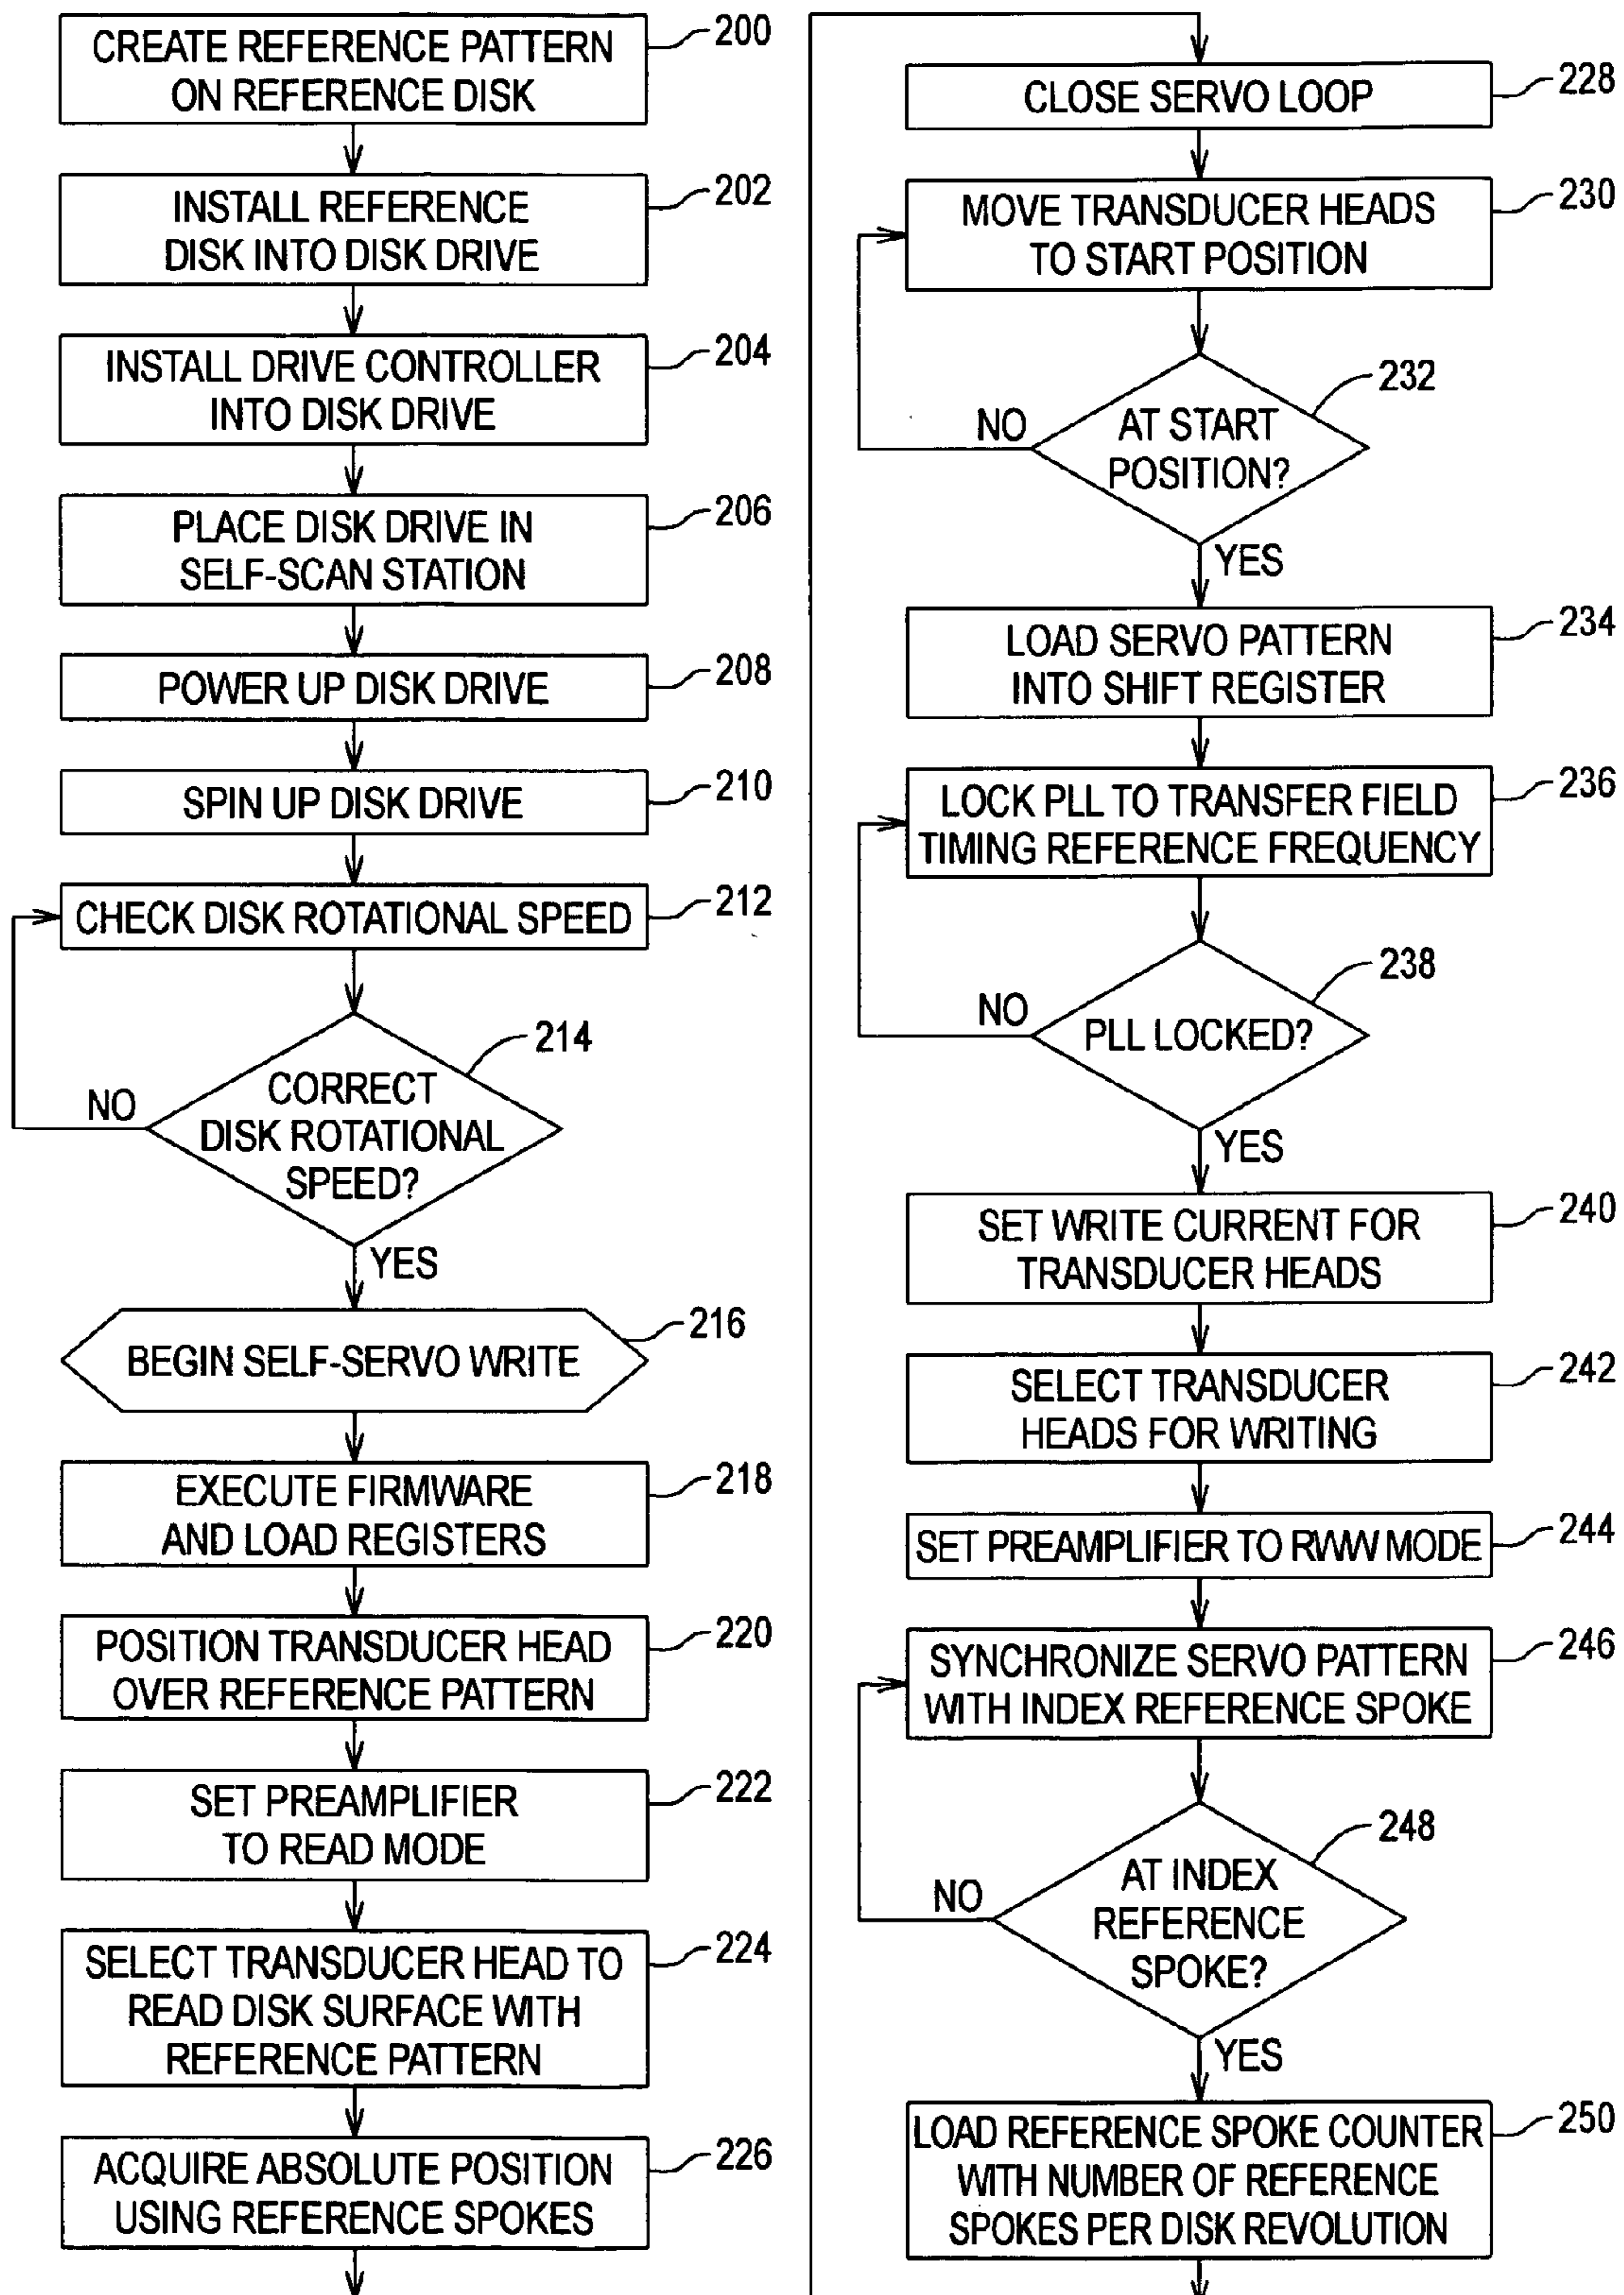 CREATE REFERENCE PATTERN
ON REFERENCE DISK
200
INSTALL REFERENCE
DISK INTO DISK DRIVE
202
INSTALL DRIVE CONTROLLER
INTO DISK DRIVE
204
PLACE DISK DRIVE IN
SELF-SCAN STATION
206
POWER UP DISK DRIVE
208
SPIN UP DISK DRIVE
210
CHECK DISK ROTATIONAL SPEED
212
CORRECT
DISK ROTATIONAL
SPEED?
214
NO
YES
BEGIN SELF-SERVO WRITE
216
EXECUTE FIRMWARE
AND LOAD REGISTERS
218
POSITION TRANSDUCER HEAD
OVER REFERENCE PATTERN
220
SET PREAMPLIFIER
TO READ MODE
222
SELECT TRANSDUCER HEAD TO
READ DISK SURFACE WITH
REFERENCE PATTERN
224
ACQUIRE ABSOLUTE POSITION
USING REFERENCE SPOKES
226
CLOSE SERVO LOOP
228
MOVE TRANSDUCER HEADS
TO START POSITION
230
AT START
POSITION?
232
NO
YES
LOAD SERVO PATTERN
INTO SHIFT REGISTER
234
LOCK PLL TO TRANSFER FIELD
TIMING REFERENCE FREQUENCY
236
PLL LOCKED?
238
NO
YES
SET WRITE CURRENT FOR
TRANSDUCER HEADS
240
SELECT TRANSDUCER
HEADS FOR WRITING
242
SET PREAMPLIFIER TO RWW MODE
244
SYNCHRONIZE SERVO PATTERN
WITH INDEX REFERENCE SPOKE
246
AT INDEX
REFERENCE
SPOKE?
248
NO
YES
LOAD REFERENCE SPOKE COUNTER
WITH NUMBER OF REFERENCE
SPOKES PER DISK REVOLUTION
250